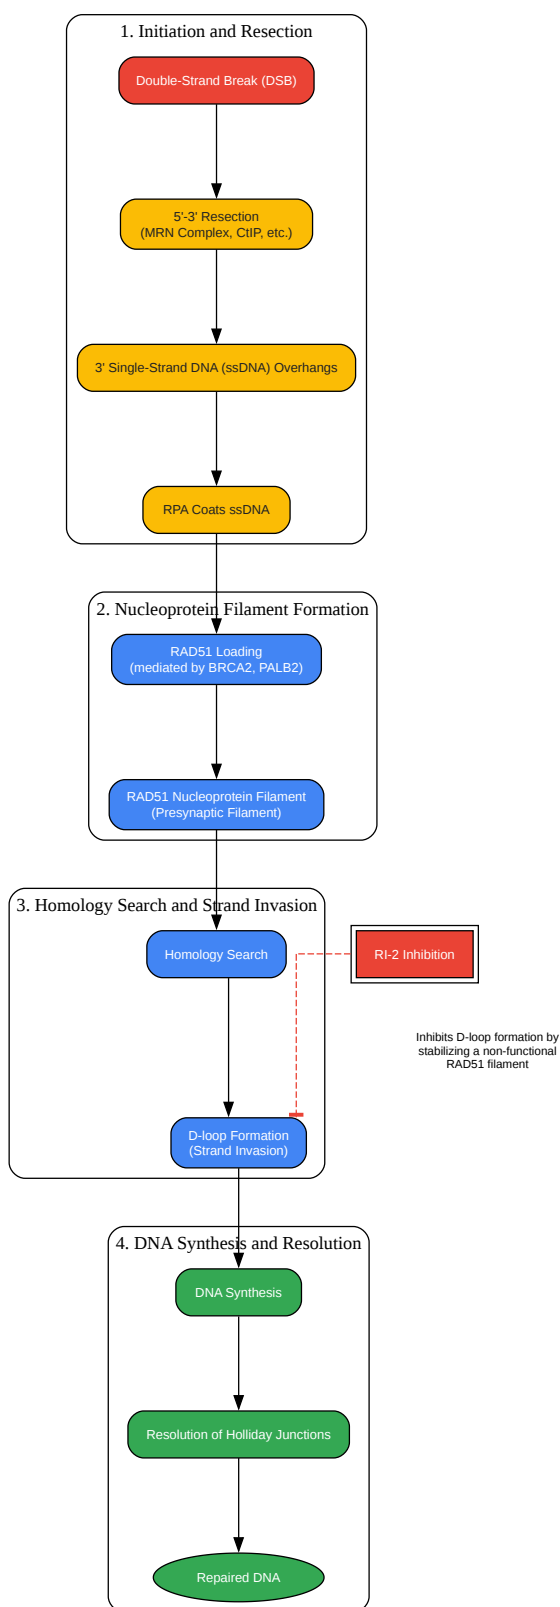 1. Initiation and Resection
Double-Strand Break (DSB)
5'-3' Resection
(MRN Complex, CtIP, etc.)
3' Single-Strand DNA (ssDNA) Overhangs
RPA Coats ssDNA
2. Nucleoprotein Filament Formation
RAD51 Loading
(mediated by BRCA2, PALB2)
RAD51 Nucleoprotein Filament
(Presynaptic Filament)
3. Homology Search and Strand Invasion
Homology Search
RI-2 Inhibition
Inhibits D-loop formation by
stabilizing a non-functional
RAD51 filament
D-loop Formation
(Strand Invasion)
4. DNA Synthesis and Resolution
DNA Synthesis
Resolution of Holliday Junctions
Repaired DNA